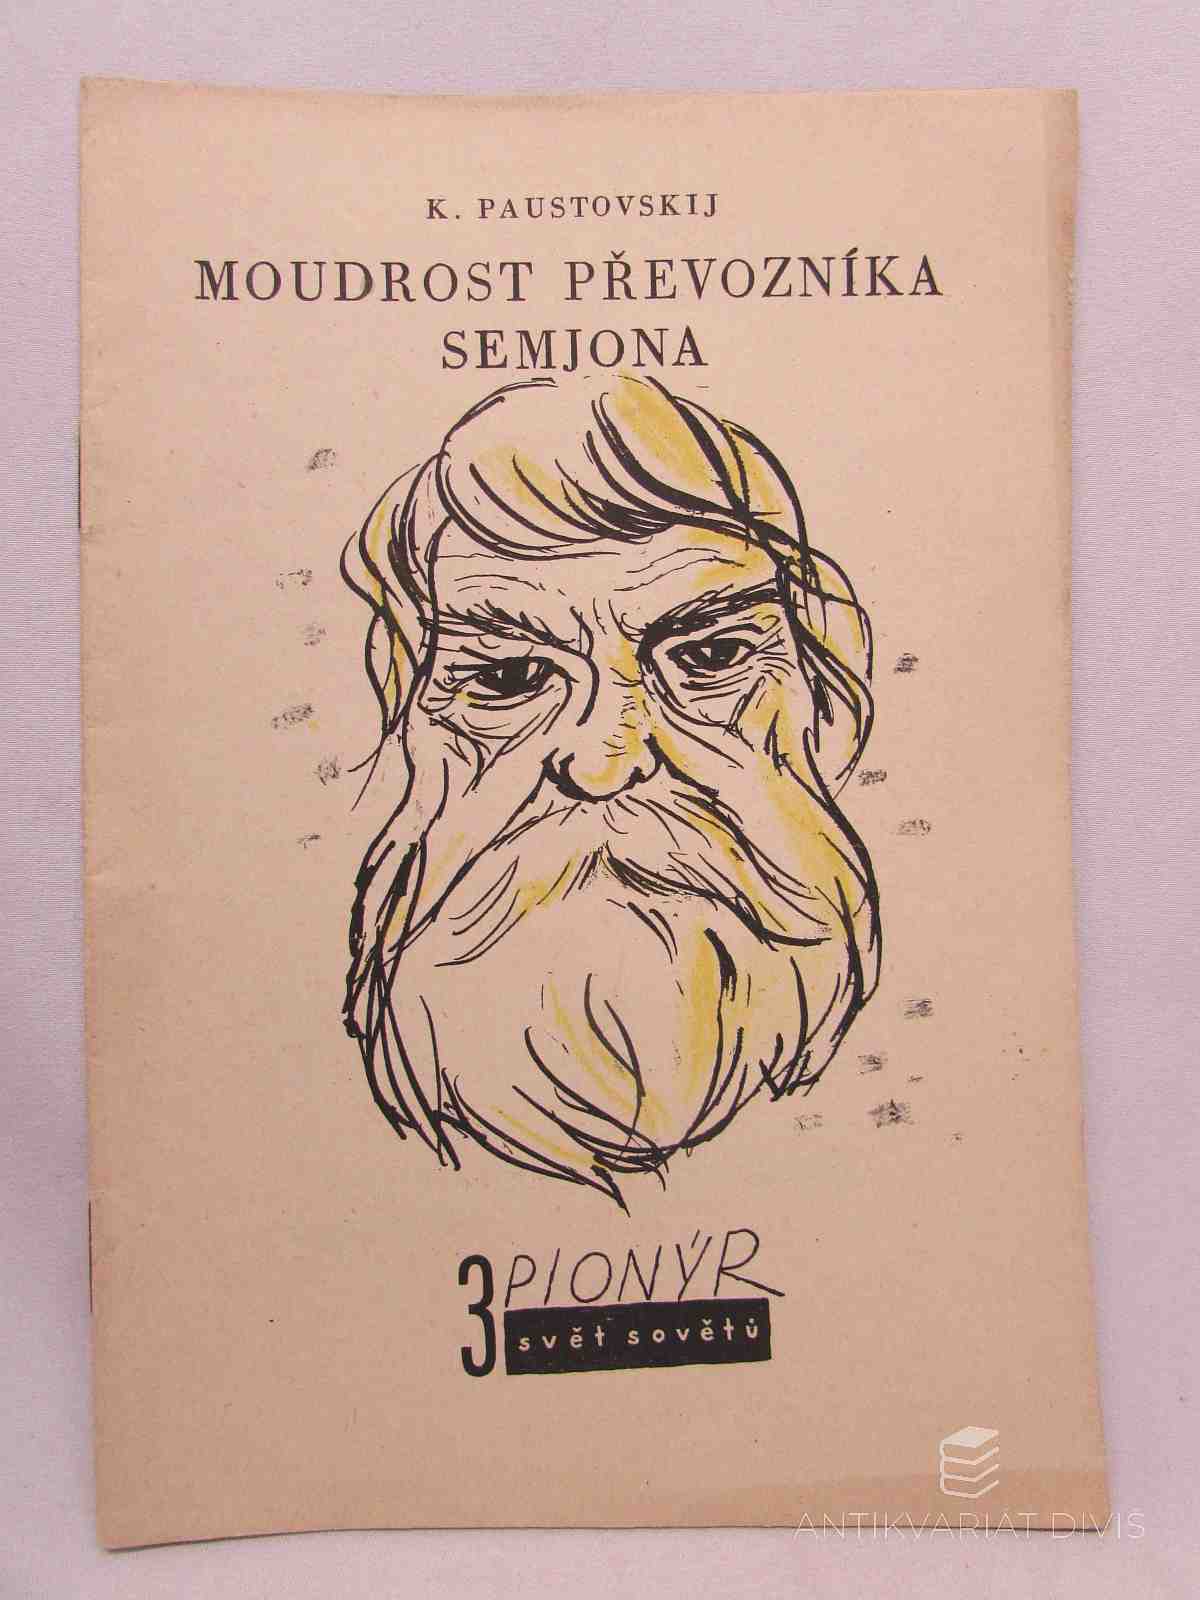 K. PAUSTOVSKIJ
MOUDROST PŘEVOZNÍKA
SEMJONA
3 PIONÝR
svět sovětů
ANTIKVARIÁT DIVIŠ